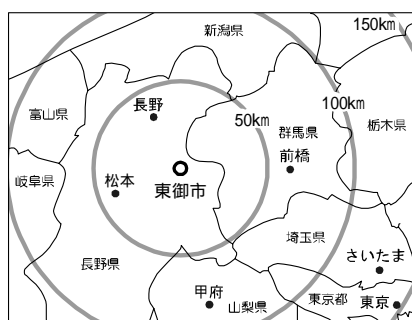 新潟県
150km
長野
富山県
50km
100km
群馬県
栃木県
前橋
岐阜県
松本
東御市
埼玉県
さいたま
長野県
甲府
山梨県
東京都
東京